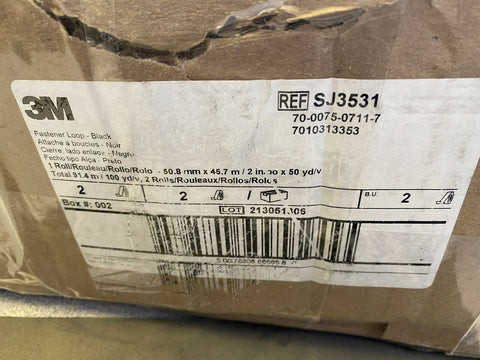 3M
REF SJ3531
70-0075-0711-7
7010313353
Fastener Loop - Black
Attache à boucles - Noir
Cierre, lado enlace - Negro
Fecho tipo Alça - Preto
1 Roll/Rouleau/Rollo/Rolo - 50.8 mm x 45.7 m / 2 in x 50 yd/v
Total 91.4 m / 100 yd/v, 2 Rolls/Rouleaux/Rollos/Rolos
2 2 / B.U. 2
Box #: 002
LOT 213051306